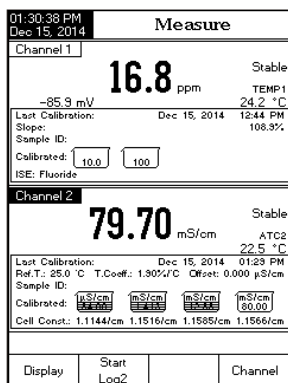 01:30:38 PM
Dec 15, 2014
Measure
Channel 1
16.8 ppm
Stable
TEMP1
-85.9 mV
24.2 °C
Last Calibration: Dec 15, 2014 12:44 PM
Slope: 108.9%
Sample ID:
Calibrated: 10.0 100
ISE: Fluoride
Channel 2
79.70 mS/cm
Stable
ATC2
22.5 °C
Last Calibration: Dec 15, 2014 01:29 PM
Ref.T.: 25.0 °C T.Coeff.: 1.90%/°C Offset: 0.000 µS/cm
Sample ID:
Calibrated: µS/cm mS/cm mS/cm mS/cm
80.00
Cell Const.: 1.1144/cm 1.1516/cm 1.1585/cm 1.1566/cm
Display
Start Log2
Channel